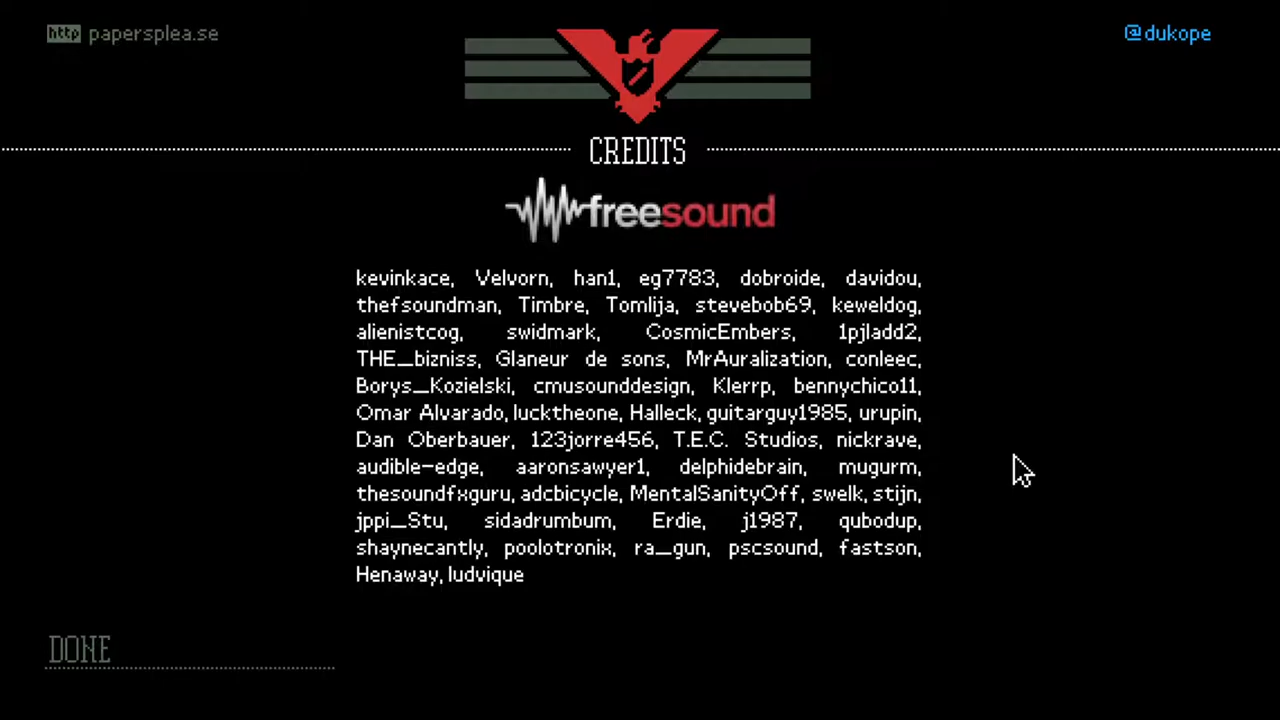 http papersplea.se
@dukope
CREDITS
freesound
kevinkace, Velvorn, han1, eg7783, dobroide, davidou,
thefsoundman, Timbre, Tomlija, stevebob69, keweldog,
alienistcog, swidmark, CosmicEmbers, 1pjladd2,
THE_bizniss, Glaneur de sons, MrAuralization, conleec,
Borys_Kozielski, cmusounddesign, Klerrp, bennychico11,
Omar Alvarado, lucktheone, Halleck, guitarguy1985, urupin,
Dan Oberbauer, 123jorre456, T.E.C. Studios, nickrave,
audible-edge, aaronsawyer1, delphidebrain, mugurm,
thesoundfxguru, adcbicycle, MentalSanityOff, swelk, stijn,
jppi_Stu, sidadrumbum, Erdie, j1987, qubodup,
shaynecantly, poolotronix, ra_gun, pscsound, fastson,
Henaway, ludvique
DONE